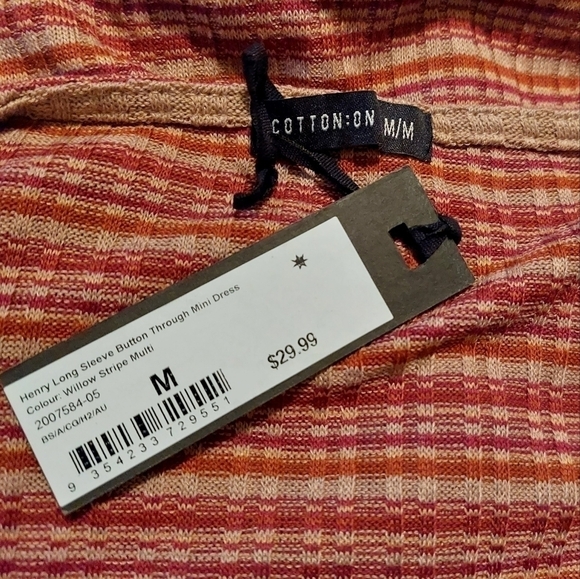 COTTON:ON M/M
Henry Long Sleeve Button Through Mini Dress
Colour: Willow Stripe Multi
2007584-05
BS/A/CO/H2/AU
M
$29.99
9 354233 729551